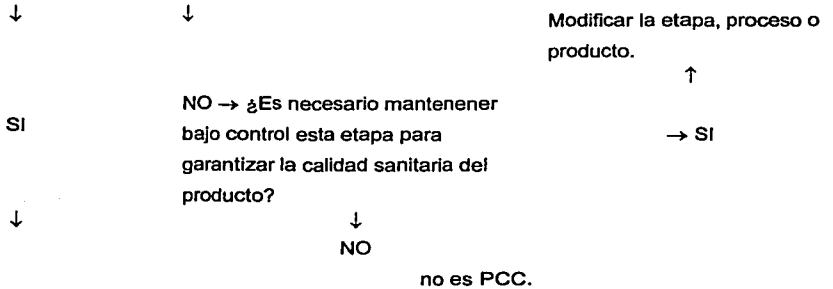 ↓ ↓
Modificar la etapa, proceso o
producto.
↑
SI
NO → ¿Es necesario mantenener
bajo control esta etapa para
garantizar la calidad sanitaria del
producto?
→ SI
↓ ↓
NO
no es PCC.